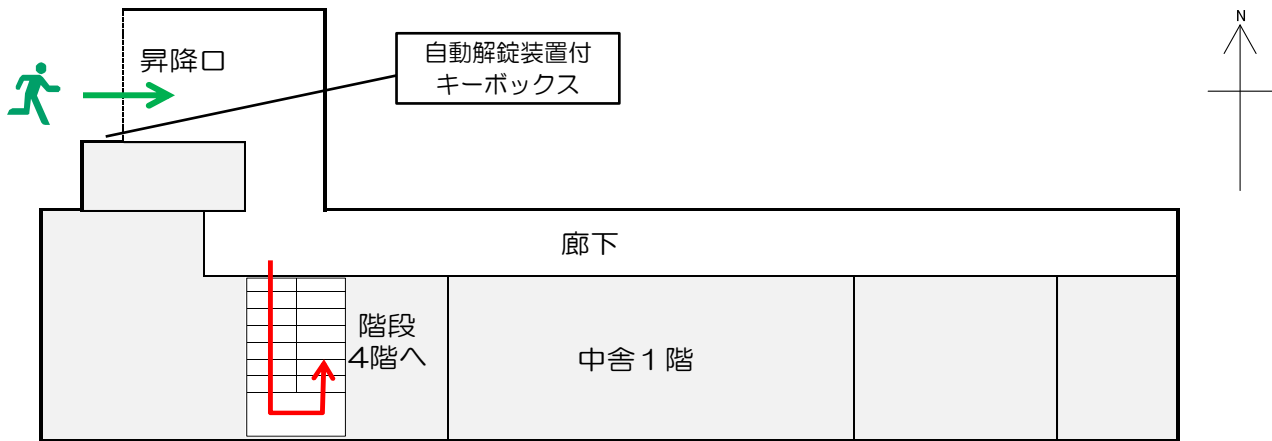 N
昇降口
自動解錠装置付
キーボックス
廊下
階段
4階へ
中舎１階